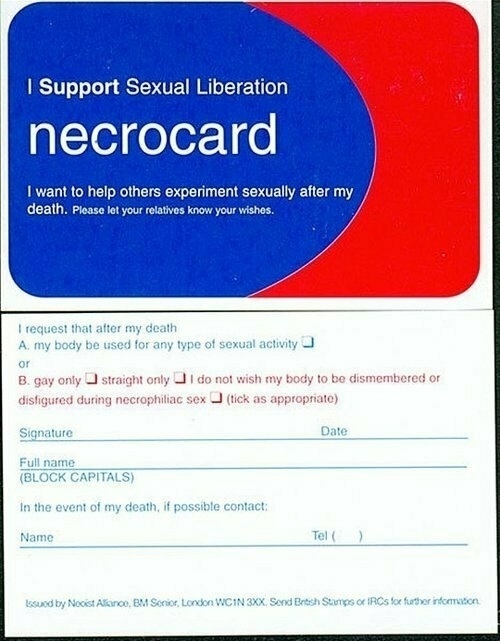 I Support Sexual Liberation
necrocard
I want to help others experiment sexually after my
death. Please let your relatives know your wishes.
I request that after my death
A. my body be used for any type of sexual activity ❏
or
B. gay only ❏ straight only ❏ I do not wish my body to be dismembered or
disfigured during necrophiliac sex ❏ (tick as appropriate)
Signature Date
Full name
(BLOCK CAPITALS)
In the event of my death, if possible contact:
Name Tel ( )
Issued by Neoist Alliance, BM Senior, London WC1N 3XX. Send British Stamps or IRCs for further information.